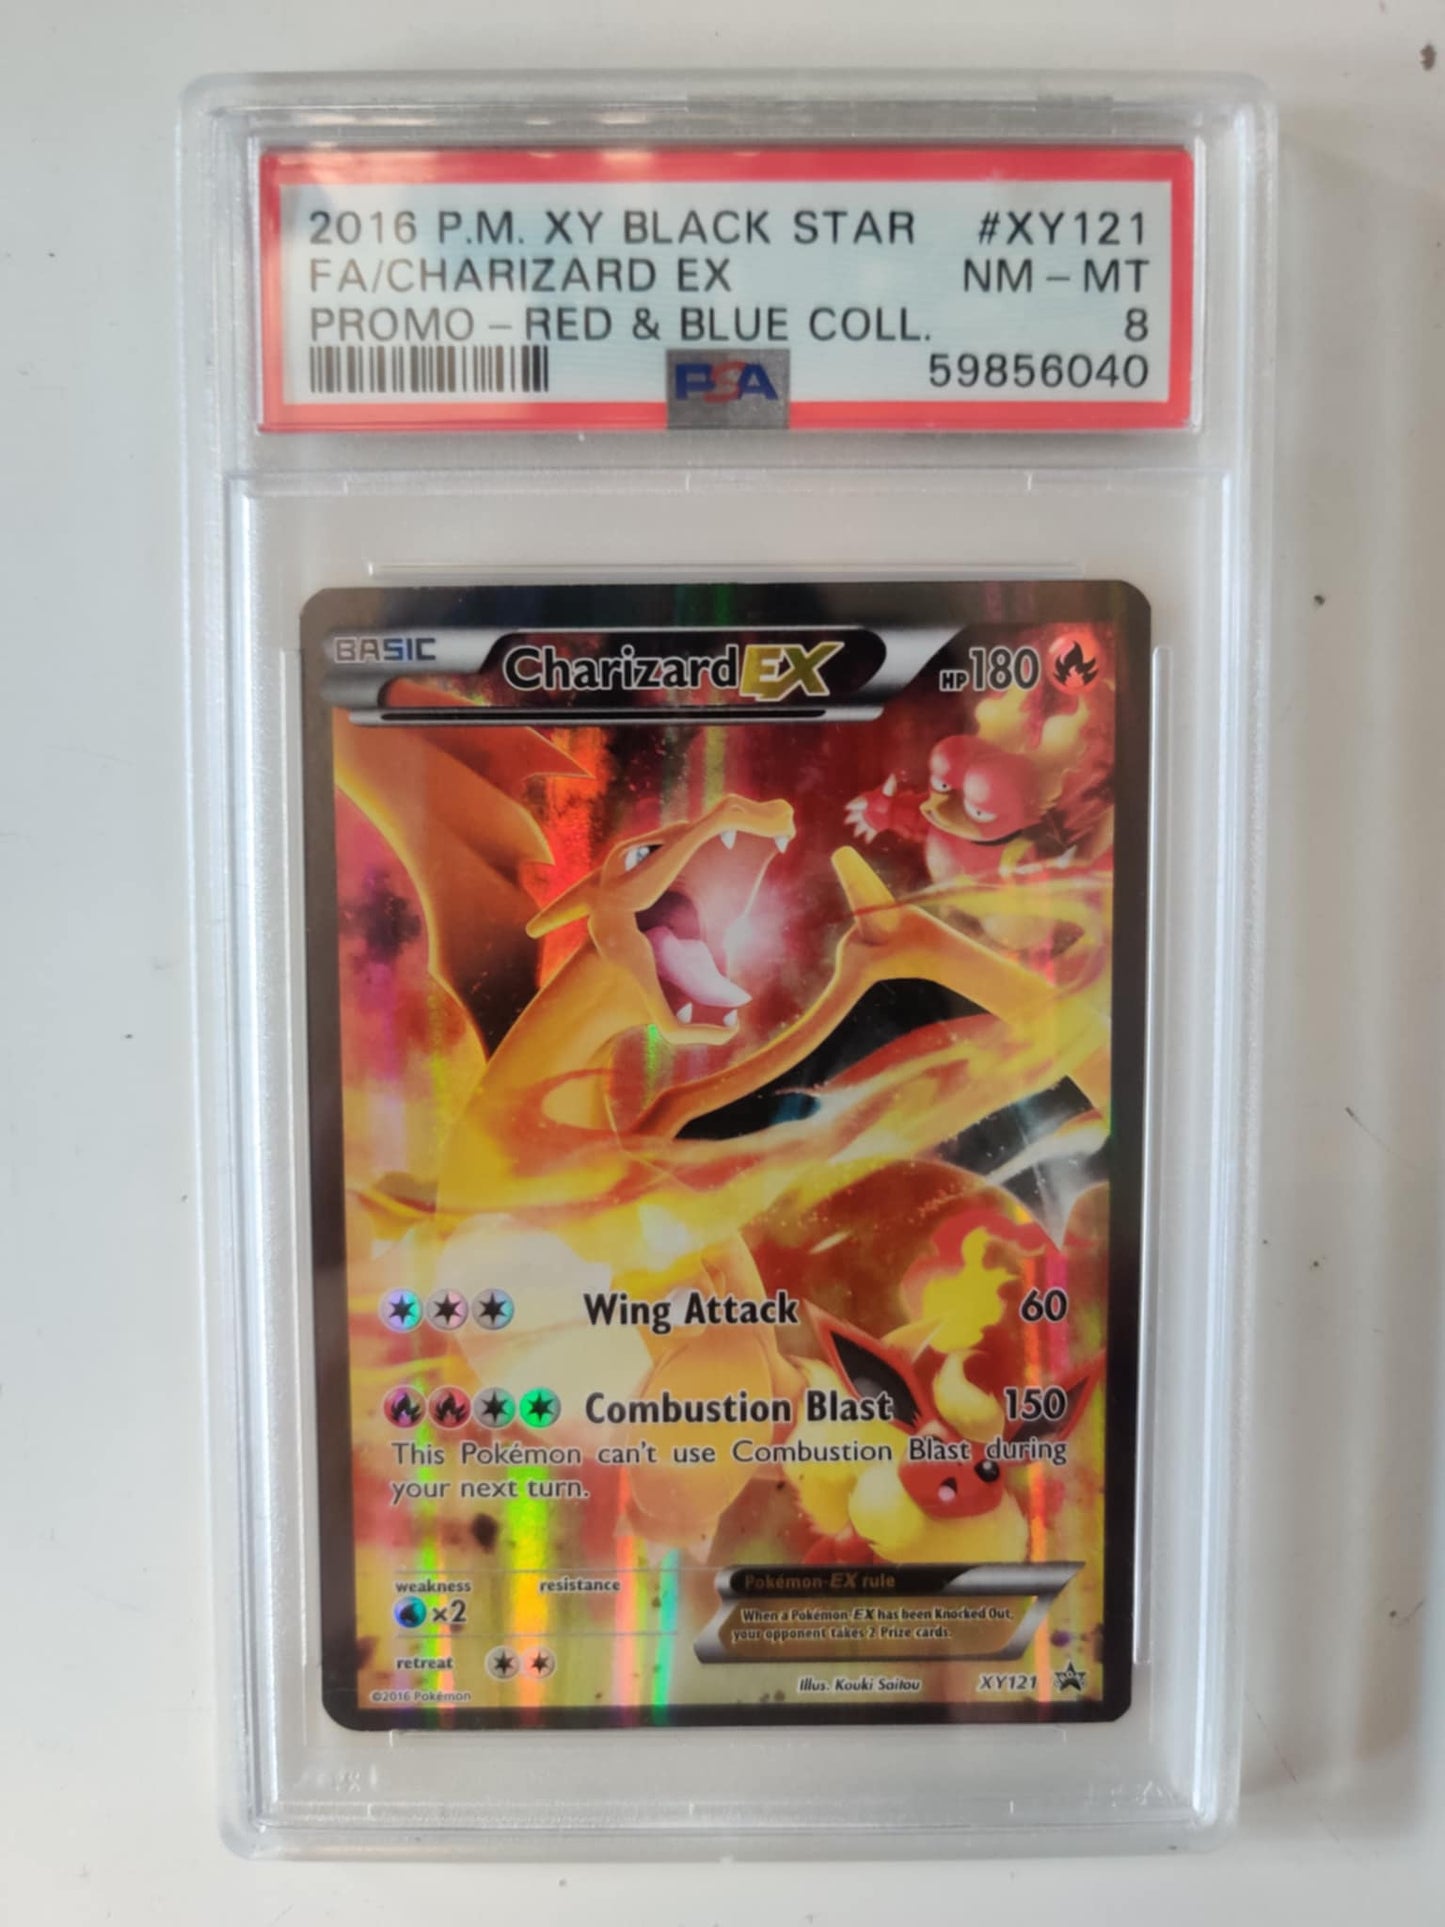 2016 P.M. XY BLACK STAR #XY121
FA/CHARIZARD EX NM - MT
PROMO - RED & BLUE COLL. 8
PSA 59856040
BASIC Charizard EX HP180
Wing Attack 60
Combustion Blast 150
This Pokémon can't use Combustion Blast during
your next turn.
weakness resistance
×2
Pokémon-EX rule
When a Pokémon-EX has been Knocked Out,
your opponent takes 2 Prize cards.
retreat
Illus. Kouki Saitou XY121
©2016 Pokémon